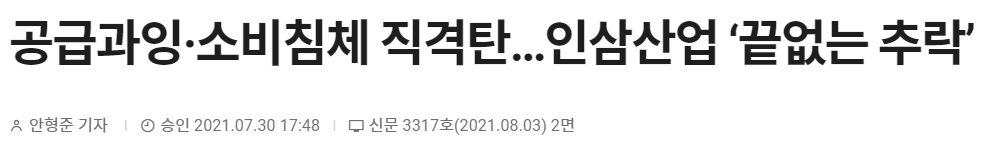 공급과잉·소비침체 직격탄...인삼산업 ‘끝없는 추락’
안형준 기자 | 승인 2021.07.30 17:48 | 신문 3317호(2021.08.03) 2면